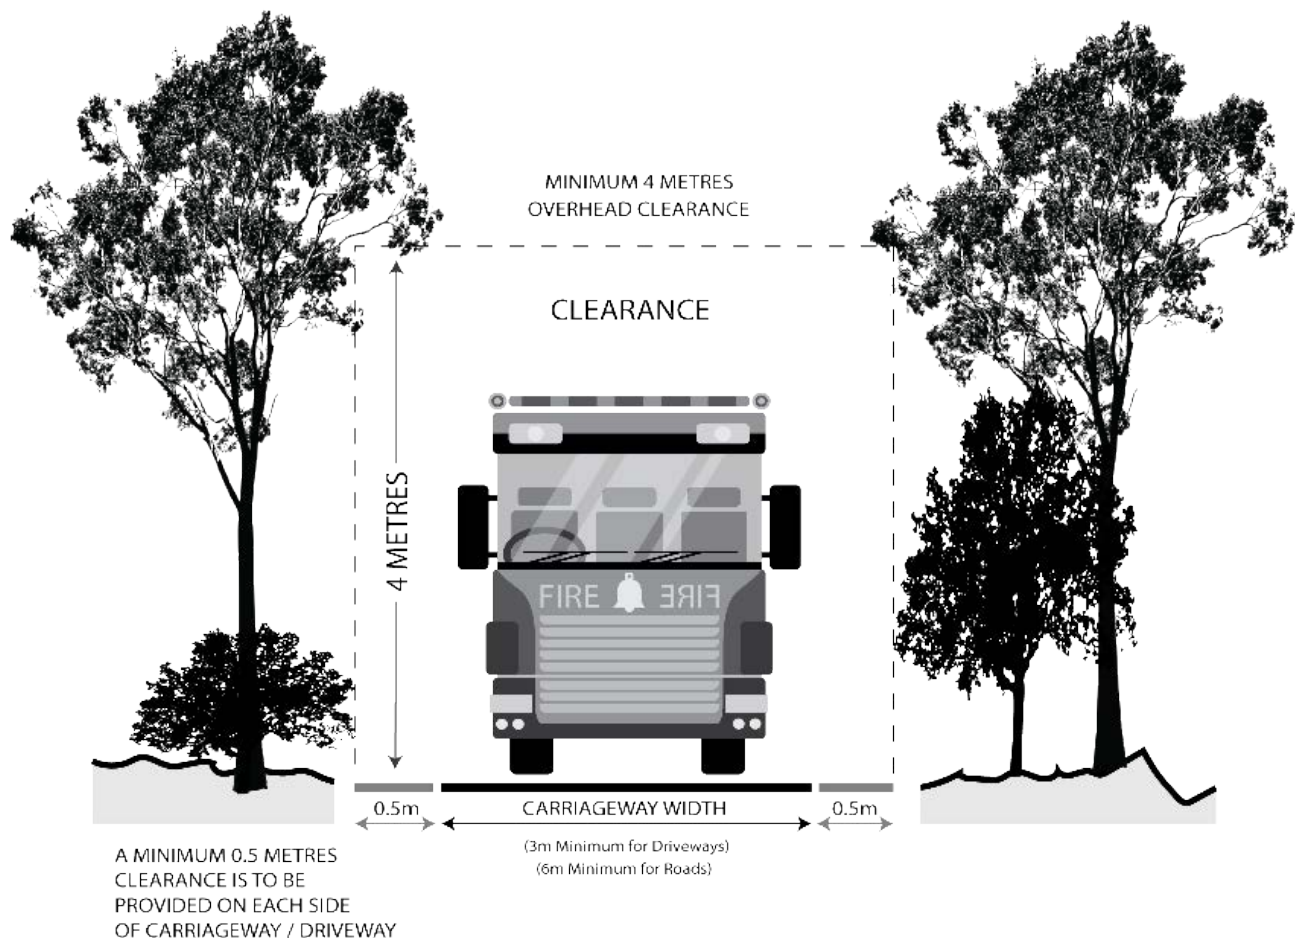 MINIMUM 4 METRES
OVERHEAD CLEARANCE
CLEARANCE
4 METRES
FIRE FIRE
0.5m
CARRIAGEWAY WIDTH
0.5m
(3m Minimum for Driveways)
(6m Minimum for Roads)
A MINIMUM 0.5 METRES
CLEARANCE IS TO BE
PROVIDED ON EACH SIDE
OF CARRIAGEWAY / DRIVEWAY